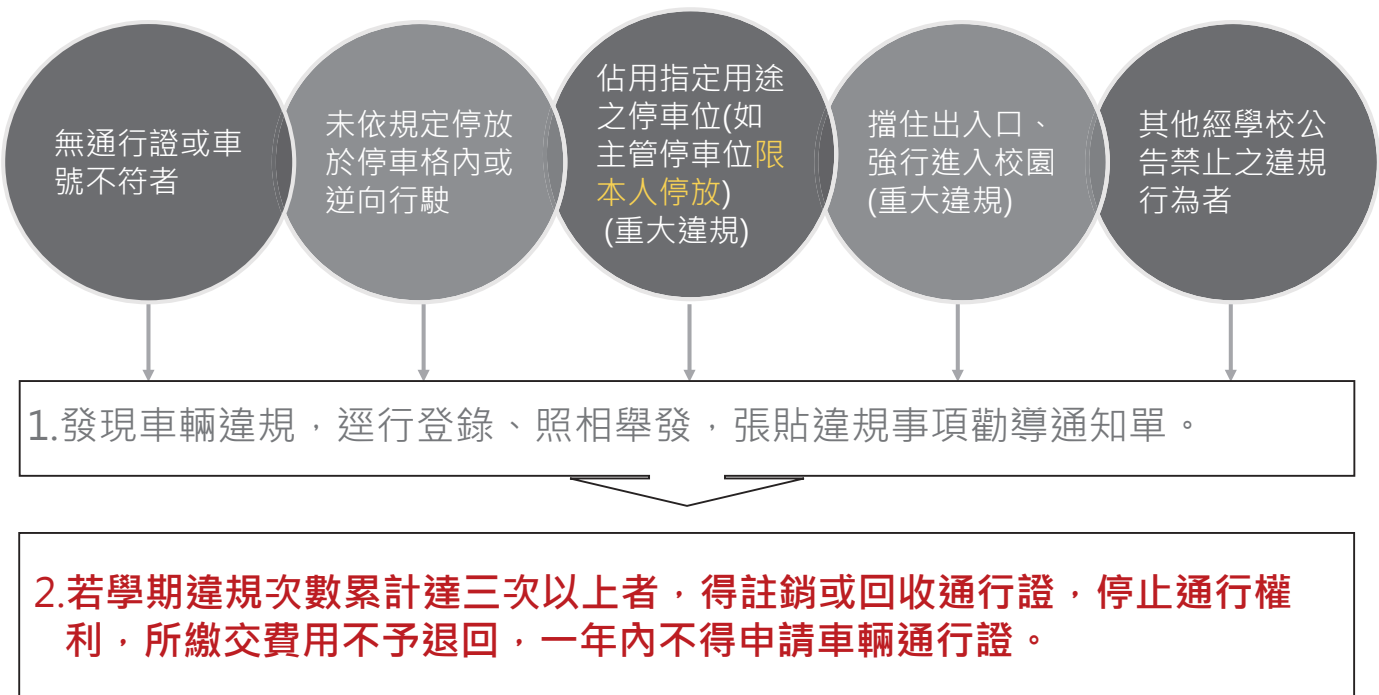 無通行證或車
號不符者
未依規定停放
於停車格內或
逆向行駛
佔用指定用途
之停車位(如
主管停車位限
本人停放)
(重大違規)
擋住出入口、
強行進入校園
(重大違規)
其他經學校公
告禁止之違規
行為者
1.發現車輛違規，逕行登錄、照相舉發，張貼違規事項勸導通知單。
2.若學期違規次數累計達三次以上者，得註銷或回收通行證，停止通行權
利，所繳交費用不予退回，一年內不得申請車輛通行證。